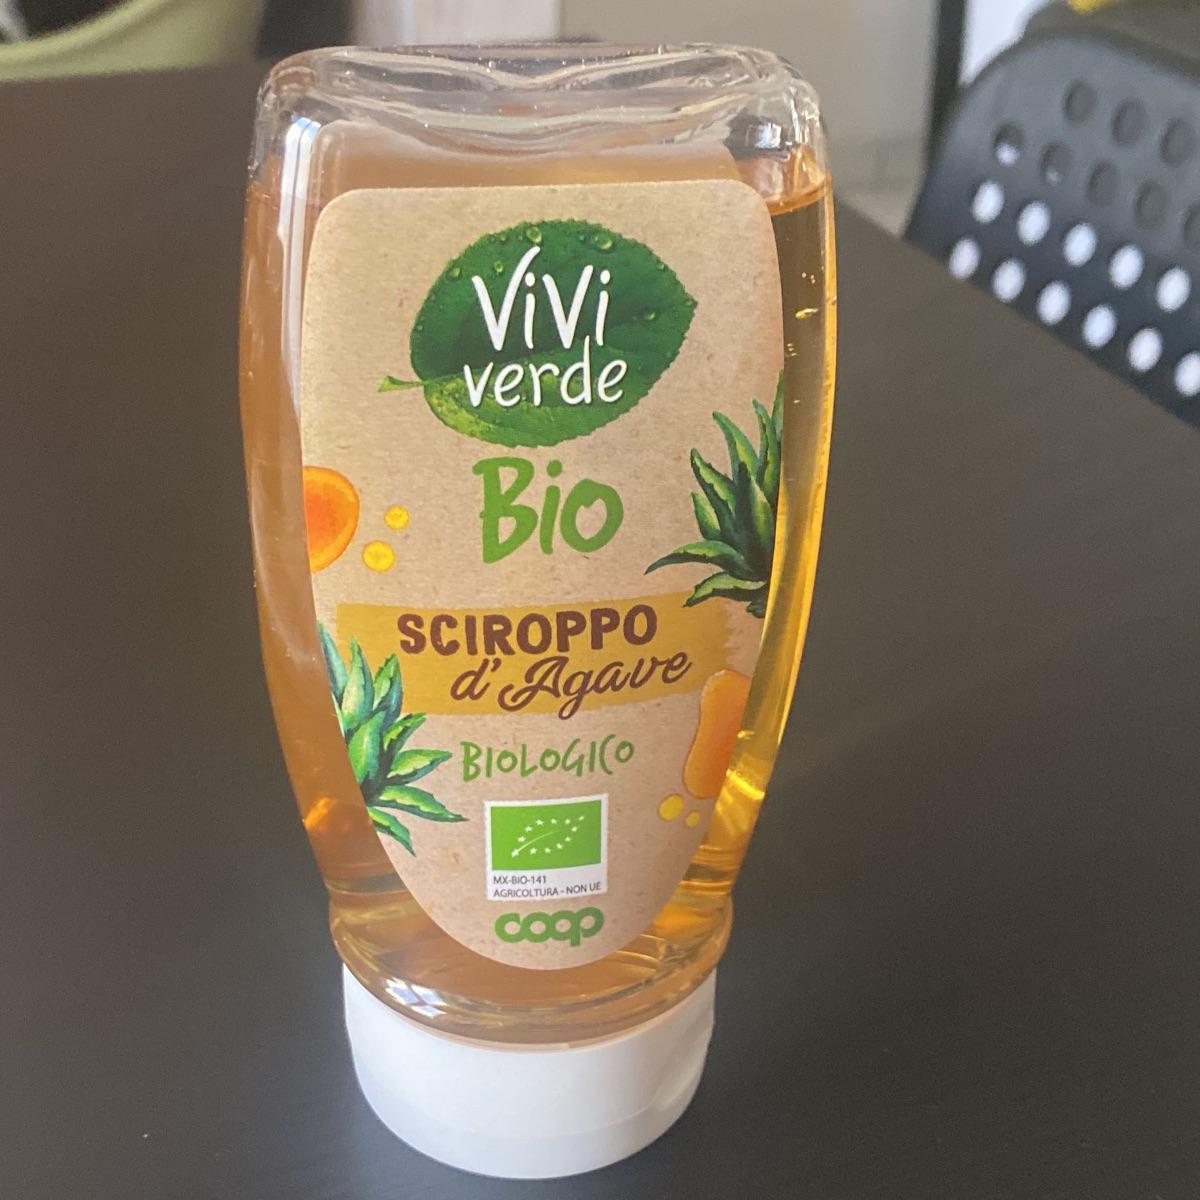 ViVi
verde
Bio
SCIROPPO
d'Agave
BIOLOGICO
MX-BIO-141
AGRICOLTURA - NON UE
coop